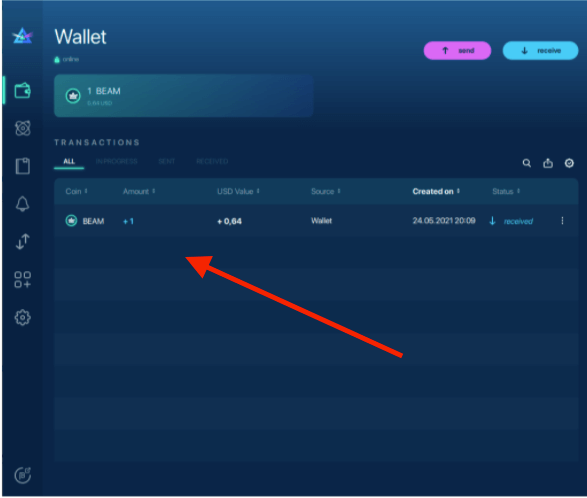 Wallet
online
↑ send
↓ receive
1 BEAM
0.64 USD
TRANSACTIONS
ALL IN PROGRESS SENT RECEIVED
Coin Amount USD Value Source Created on Status
BEAM +1 +0,64 Wallet 24.05.2021 20:09 ↓ received